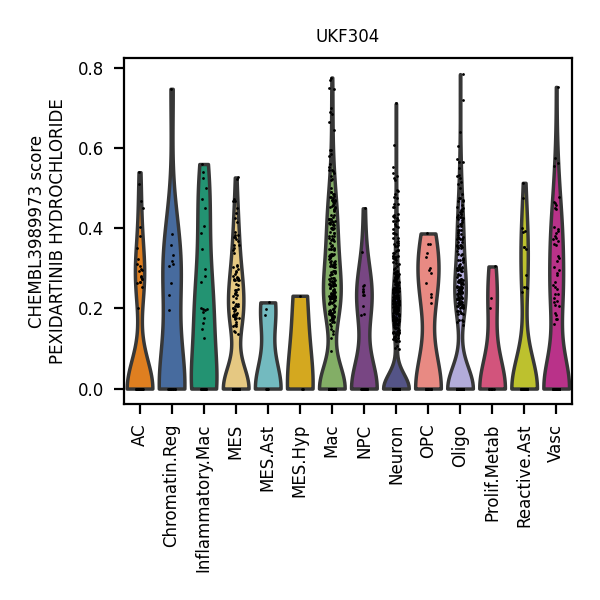 UKF304
CHEMBL3989973 score
PEXIDARTINIB HYDROCHLORIDE
0.8
0.6
0.4
0.2
0.0
AC
Chromatin.Reg
Inflammatory.Mac
MES
MES.Ast
MES.Hyp
Mac
NPC
Neuron
OPC
Oligo
Prolif.Metab
Reactive.Ast
Vasc